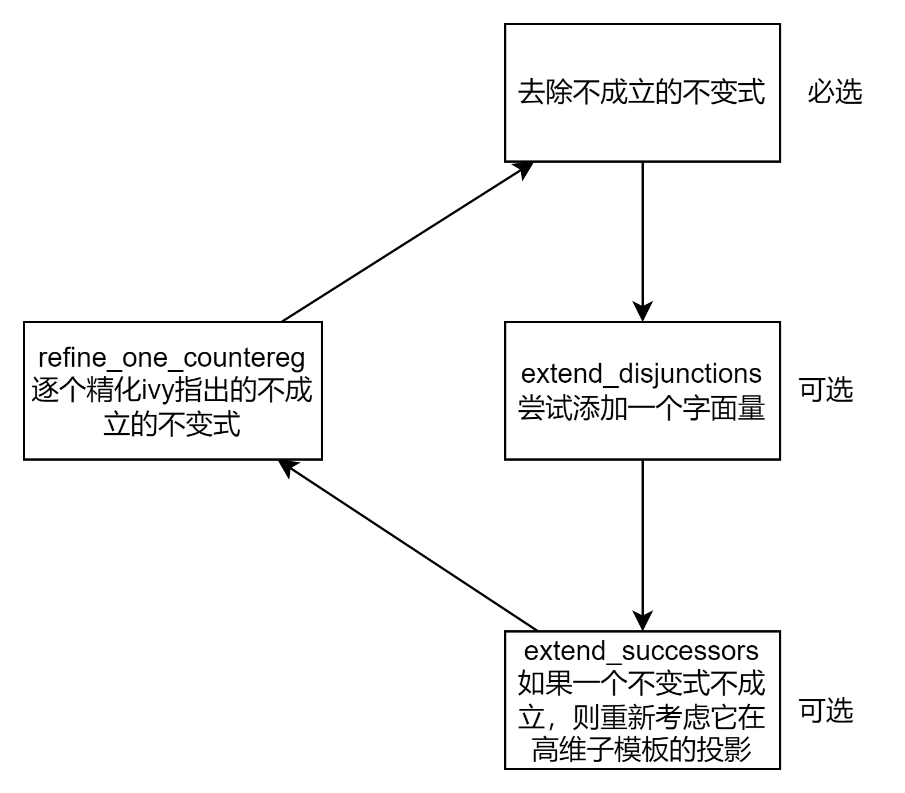 去除不成立的不变式
必选
refine_one_countereg
逐个精化ivy指出的不成
立的不变式
extend_disjunctions
尝试添加一个字面量
可选
extend_successors
如果一个不变式不成
立，则重新考虑它在
高维子模板的投影
可选